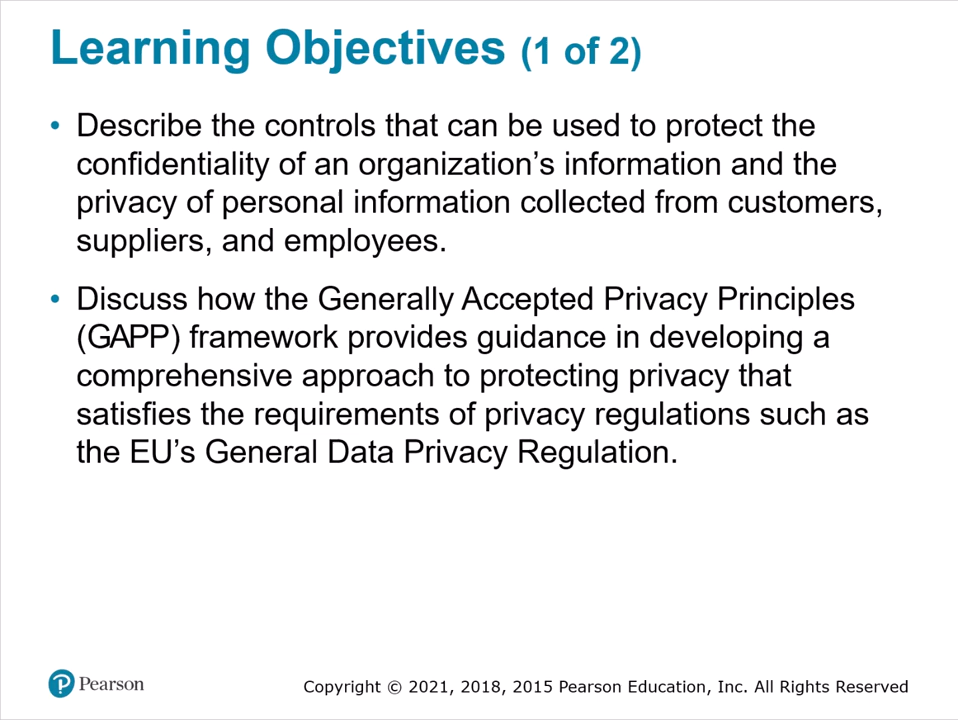 Learning Objectives (1 of 2)
• Describe the controls that can be used to protect the
confidentiality of an organization’s information and the
privacy of personal information collected from customers,
suppliers, and employees.
• Discuss how the Generally Accepted Privacy Principles
(GAPP) framework provides guidance in developing a
comprehensive approach to protecting privacy that
satisfies the requirements of privacy regulations such as
the EU’s General Data Privacy Regulation.
P Pearson
Copyright © 2021, 2018, 2015 Pearson Education, Inc. All Rights Reserved